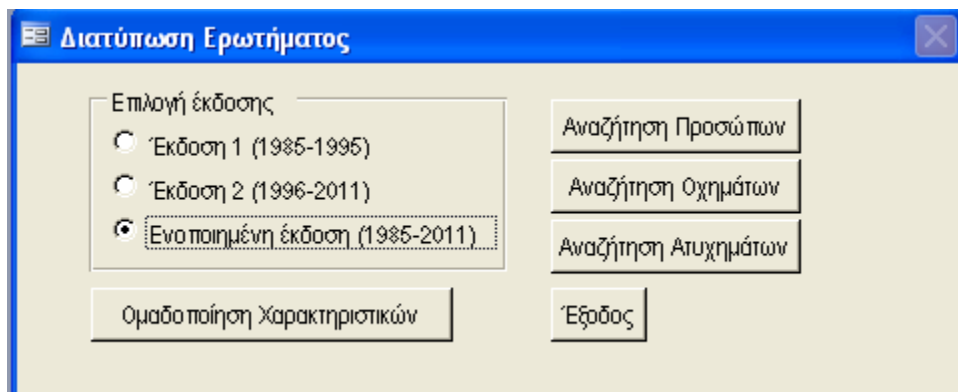 Διατύπωση Ερωτήματος
Επιλογή έκδοσης
Έκδοση 1 (1985-1995)
Έκδοση 2 (1996-2011)
Ενοποιημένη έκδοση (1985-2011)
Ομαδοποίηση Χαρακτηριστικών
Αναζήτηση Προσώπων
Αναζήτηση Οχημάτων
Αναζήτηση Ατυχημάτων
Έξοδος